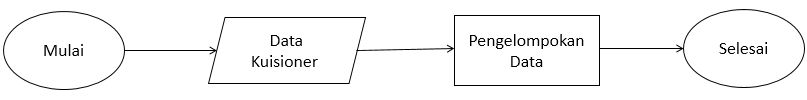 Mulai
Data
Kuisioner
Pengelompokan
Data
Selesai